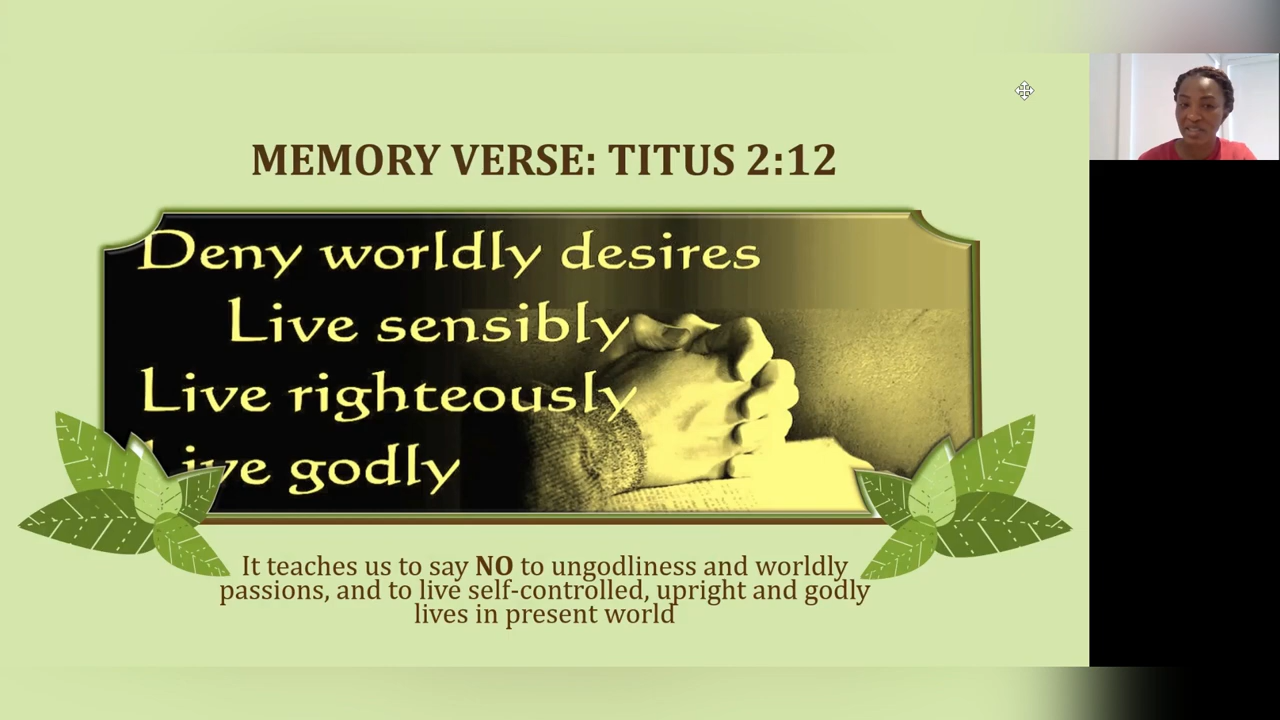 MEMORY VERSE: TITUS 2:12
Deny worldly desires
Live sensibly
Live righteously
Live godly
It teaches us to say NO to ungodliness and worldly
passions, and to live self-controlled, upright and godly
lives in present world